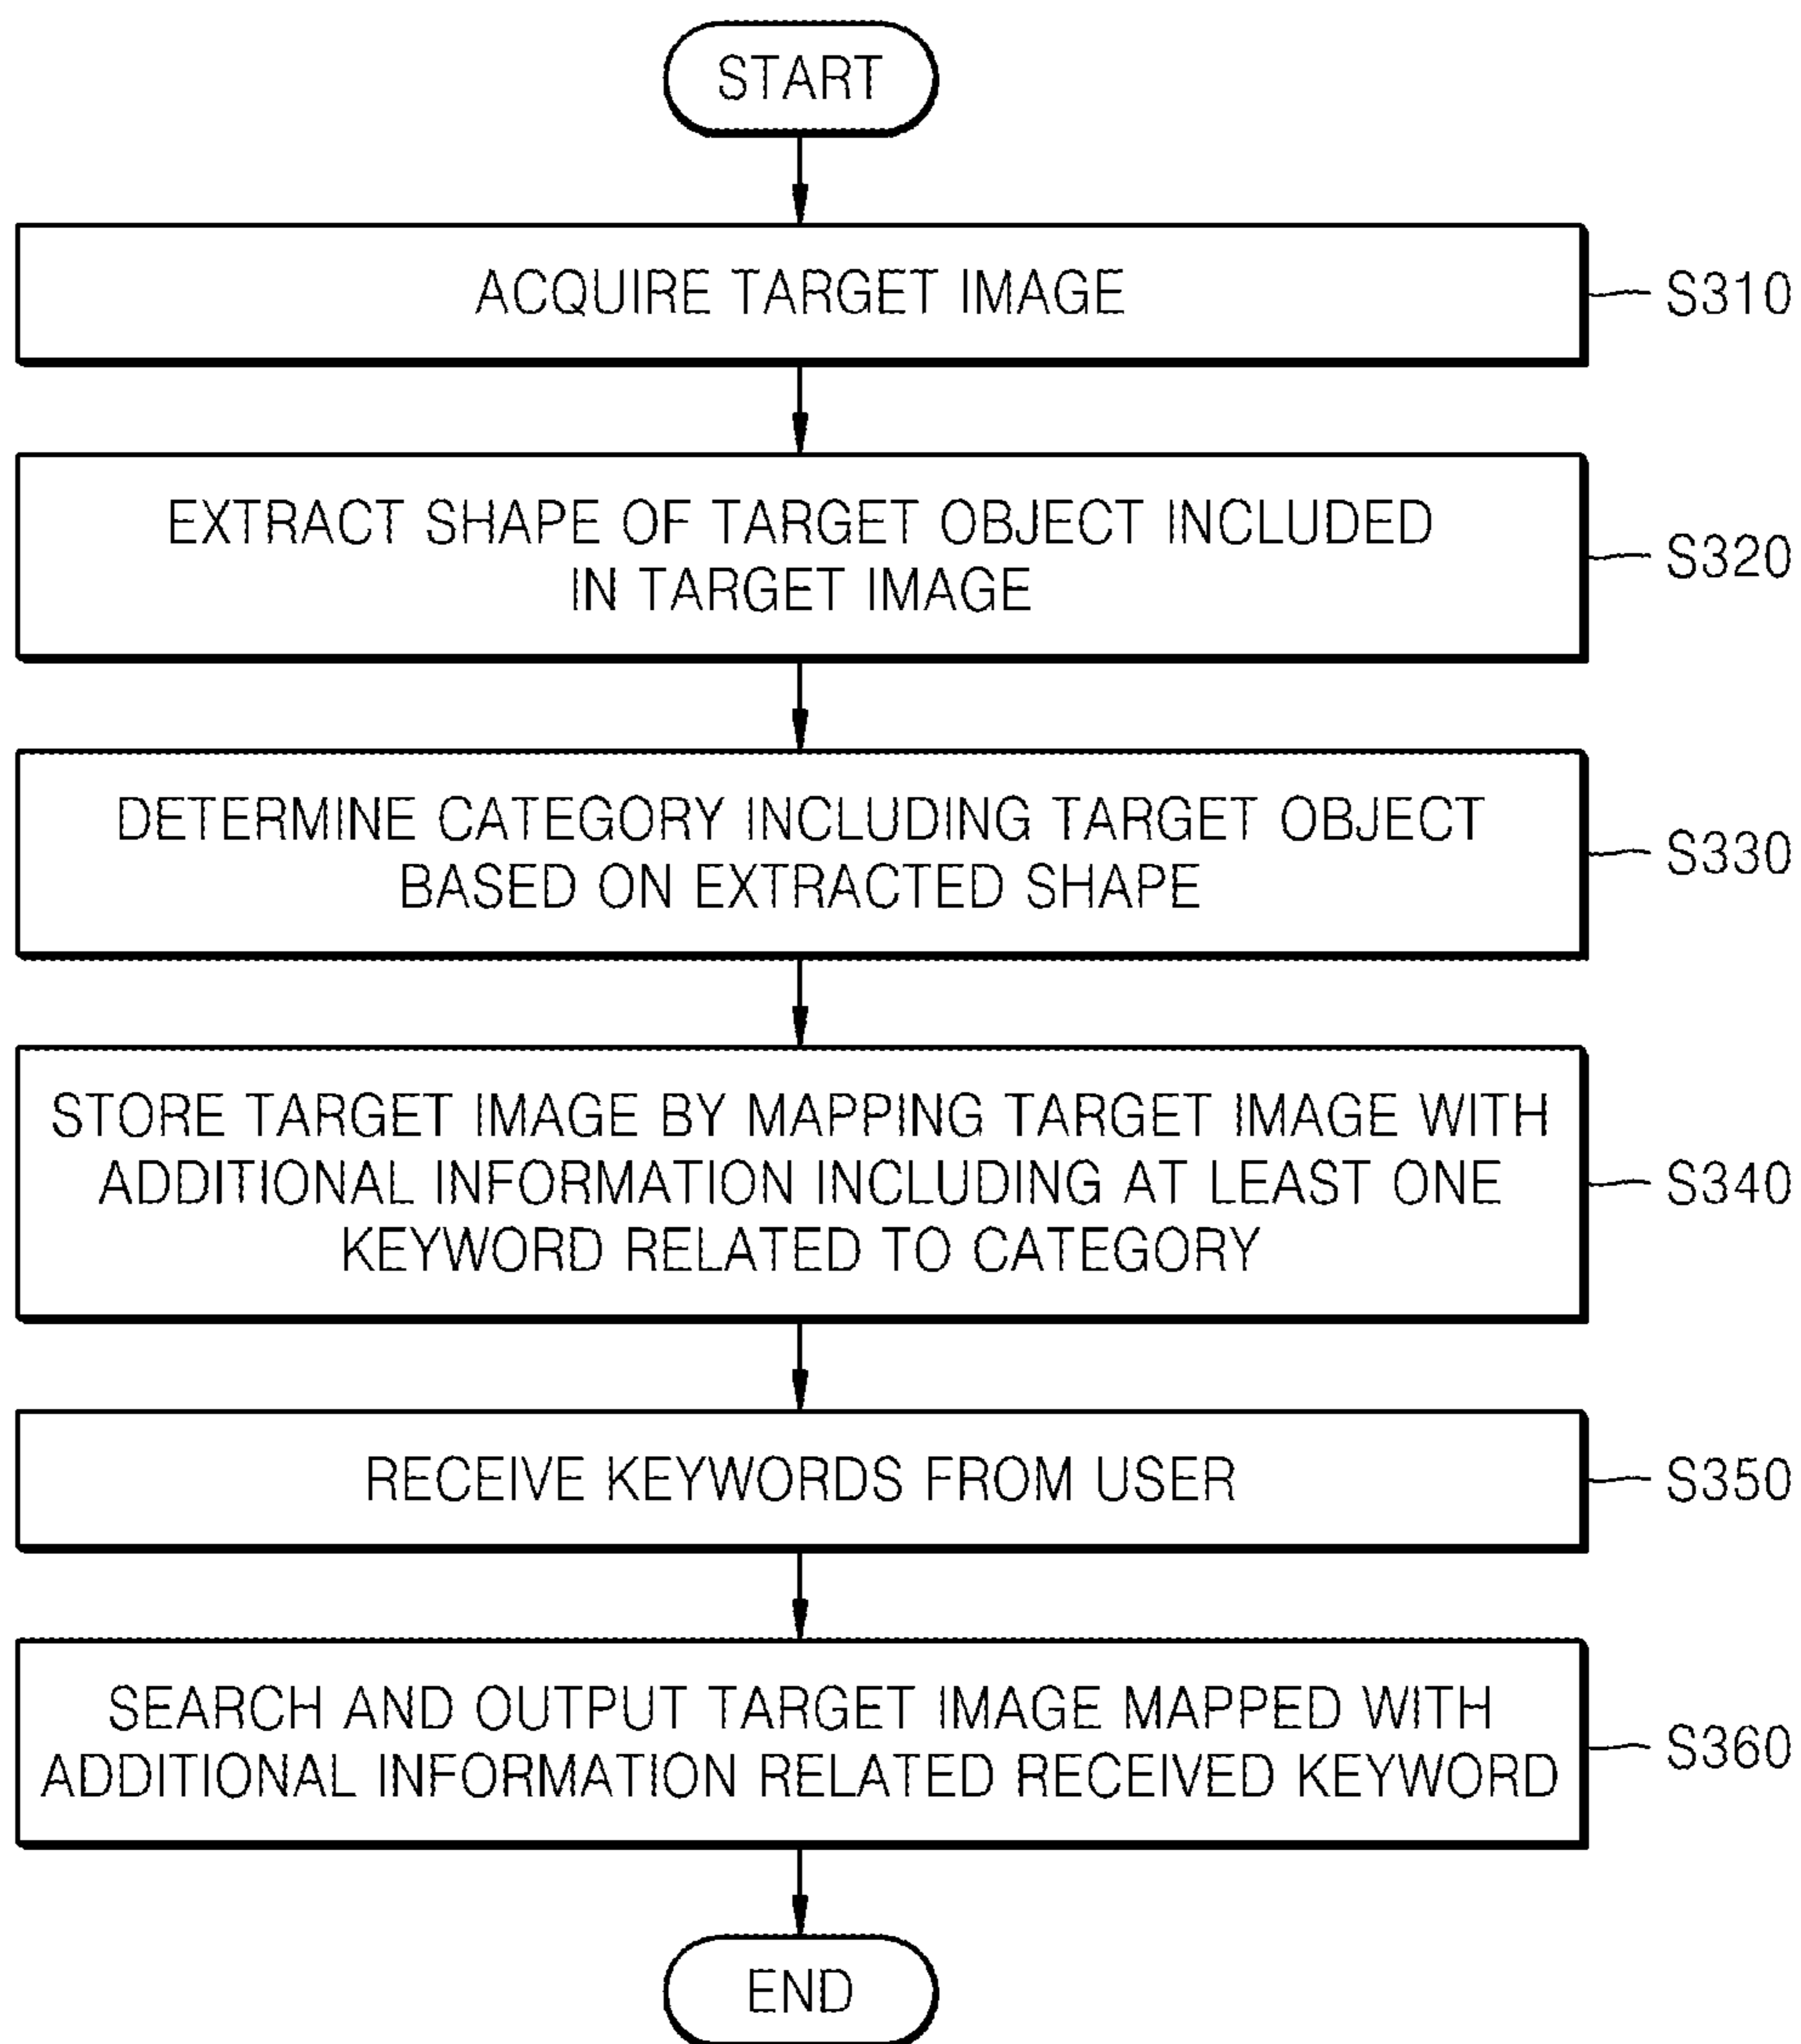 START
ACQUIRE TARGET IMAGE
S310
EXTRACT SHAPE OF TARGET OBJECT INCLUDED
IN TARGET IMAGE
S320
DETERMINE CATEGORY INCLUDING TARGET OBJECT
BASED ON EXTRACTED SHAPE
S330
STORE TARGET IMAGE BY MAPPING TARGET IMAGE WITH
ADDITIONAL INFORMATION INCLUDING AT LEAST ONE
KEYWORD RELATED TO CATEGORY
S340
RECEIVE KEYWORDS FROM USER
S350
SEARCH AND OUTPUT TARGET IMAGE MAPPED WITH
ADDITIONAL INFORMATION RELATED RECEIVED KEYWORD
S360
END